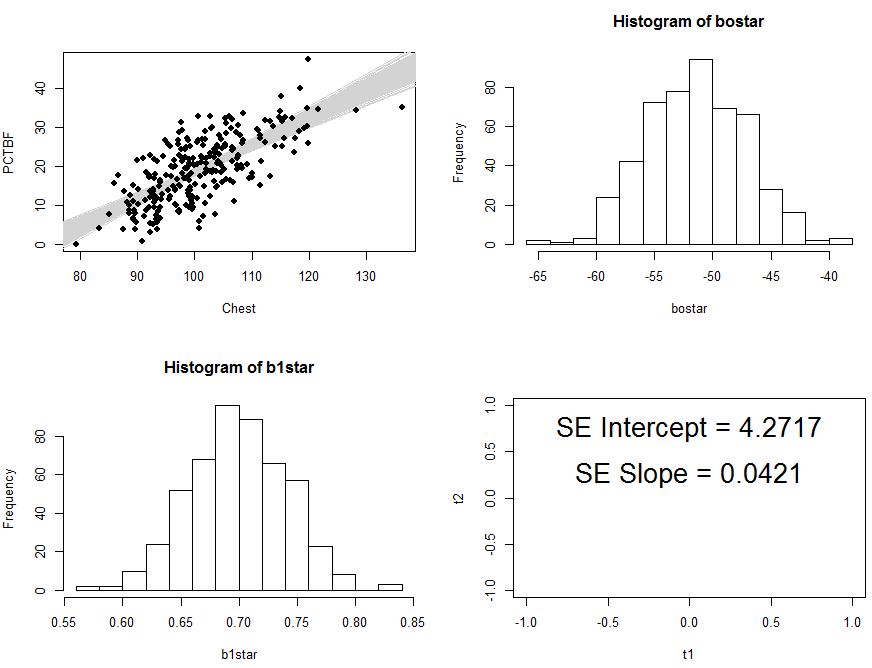 PCTBF
0 10 20 30 40
80 90 100 110 120 130
Chest
Histogram of bostar
Frequency
0 20 40 60 80
-65 -60 -55 -50 -45 -40
bostar
Histogram of b1star
Frequency
0 20 40 60 80
0.55 0.60 0.65 0.70 0.75 0.80 0.85
b1star
SE Intercept = 4.2717
SE Slope = 0.0421
t2
-1.0 -0.5 0.0 0.5 1.0
-1.0 -0.5 0.0 0.5 1.0
t1